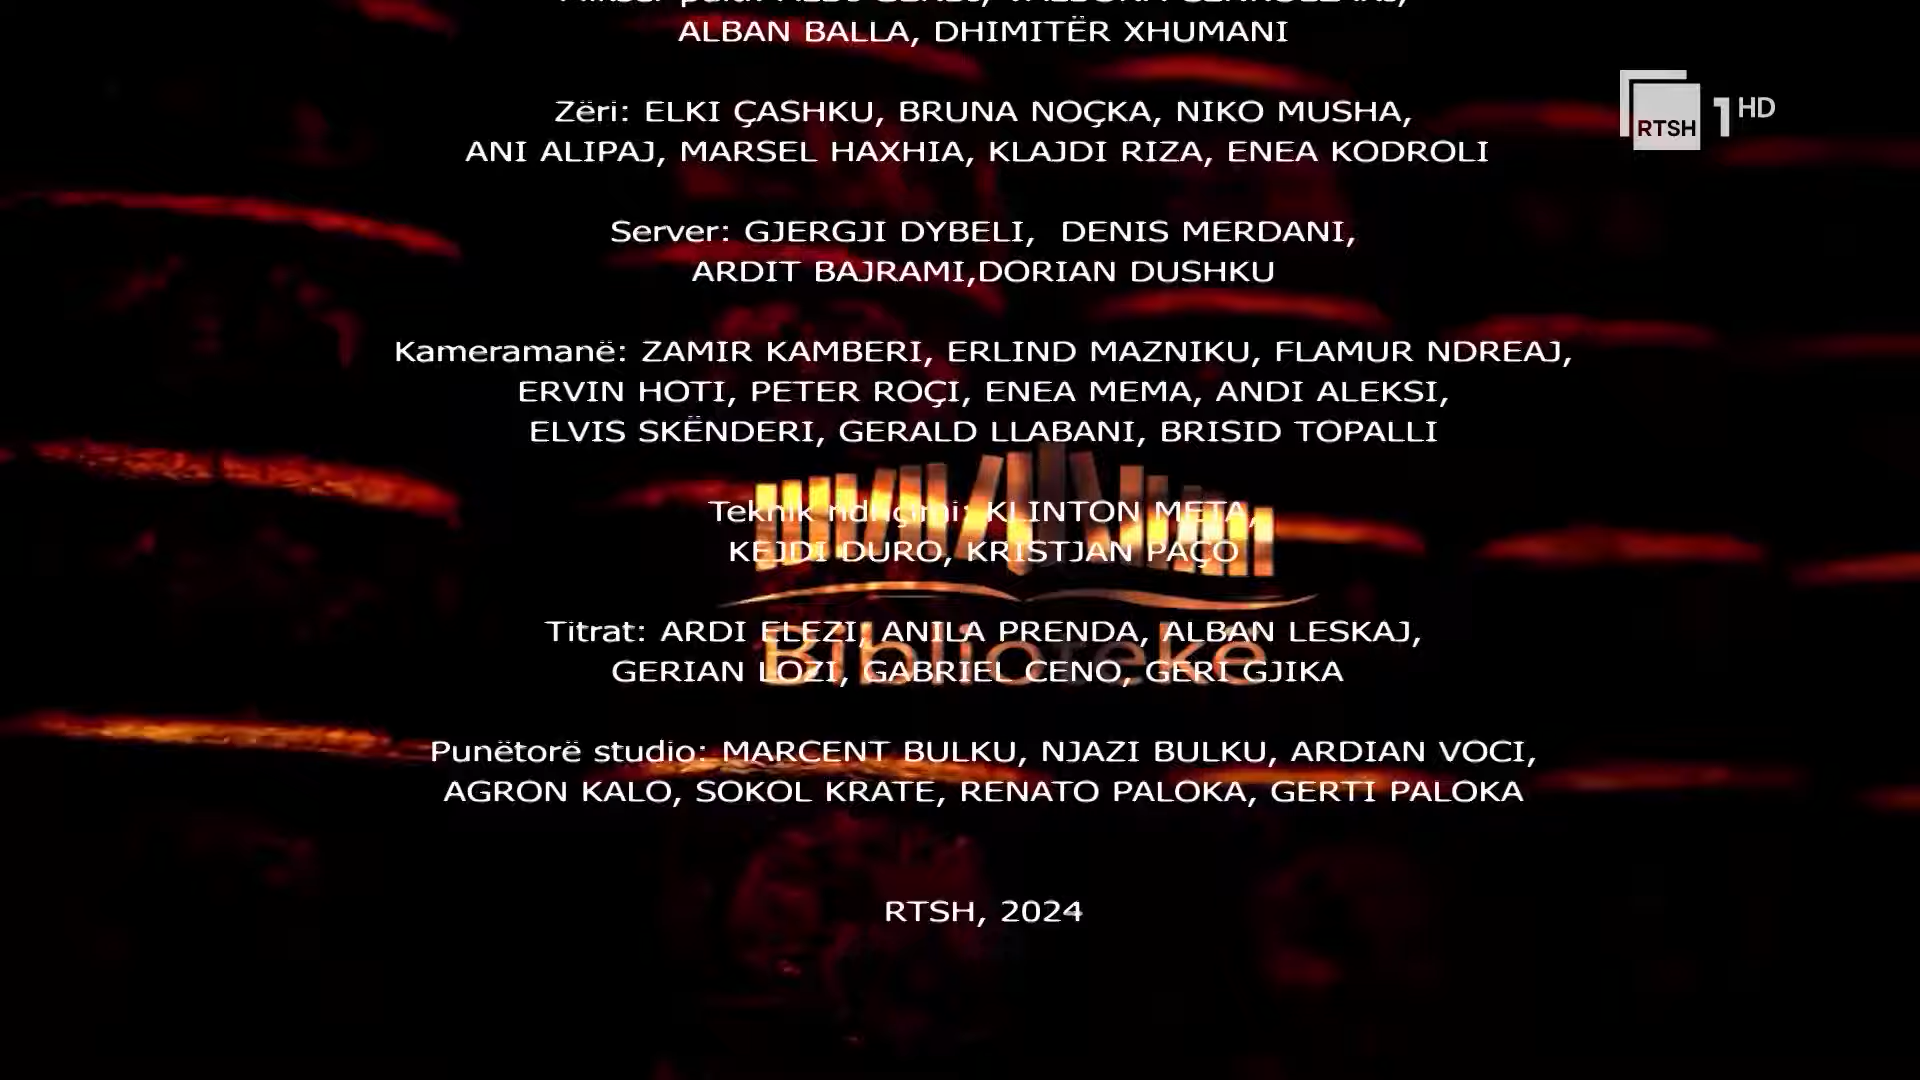 ALBAN BALLA, DHIMITËR XHUMANI
Zëri: ELKI ÇASHKU, BRUNA NOÇKA, NIKO MUSHA,
ANI ALIPAJ, MARSEL HAXHIA, KLAJDI RIZA, ENEA KODROLI
RTSH 1 HD
Server: GJERGJI DYBELI,  DENIS MERDANI,
ARDIT BAJRAMI,DORIAN DUSHKU
Kameramanë: ZAMIR KAMBERI, ERLIND MAZNIKU, FLAMUR NDREAJ,
ERVIN HOTI, PETER ROÇI, ENEA MEMA, ANDI ALEKSI,
ELVIS SKËNDERI, GERALD LLABANI, BRISID TOPALLI
Teknik ndriçimi: KLINTON META,
KEJDI DURO, KRISTJAN PAÇO
Titrat: ARDI ELEZI, ANILA PRENDA, ALBAN LESKAJ,
Bibliotekë
GERIAN LOZI, GABRIEL CENO, GERI GJIKA
Punëtorë studio: MARCENT BULKU, NJAZI BULKU, ARDIAN VOCI,
AGRON KALO, SOKOL KRATE, RENATO PALOKA, GERTI PALOKA
RTSH, 2024